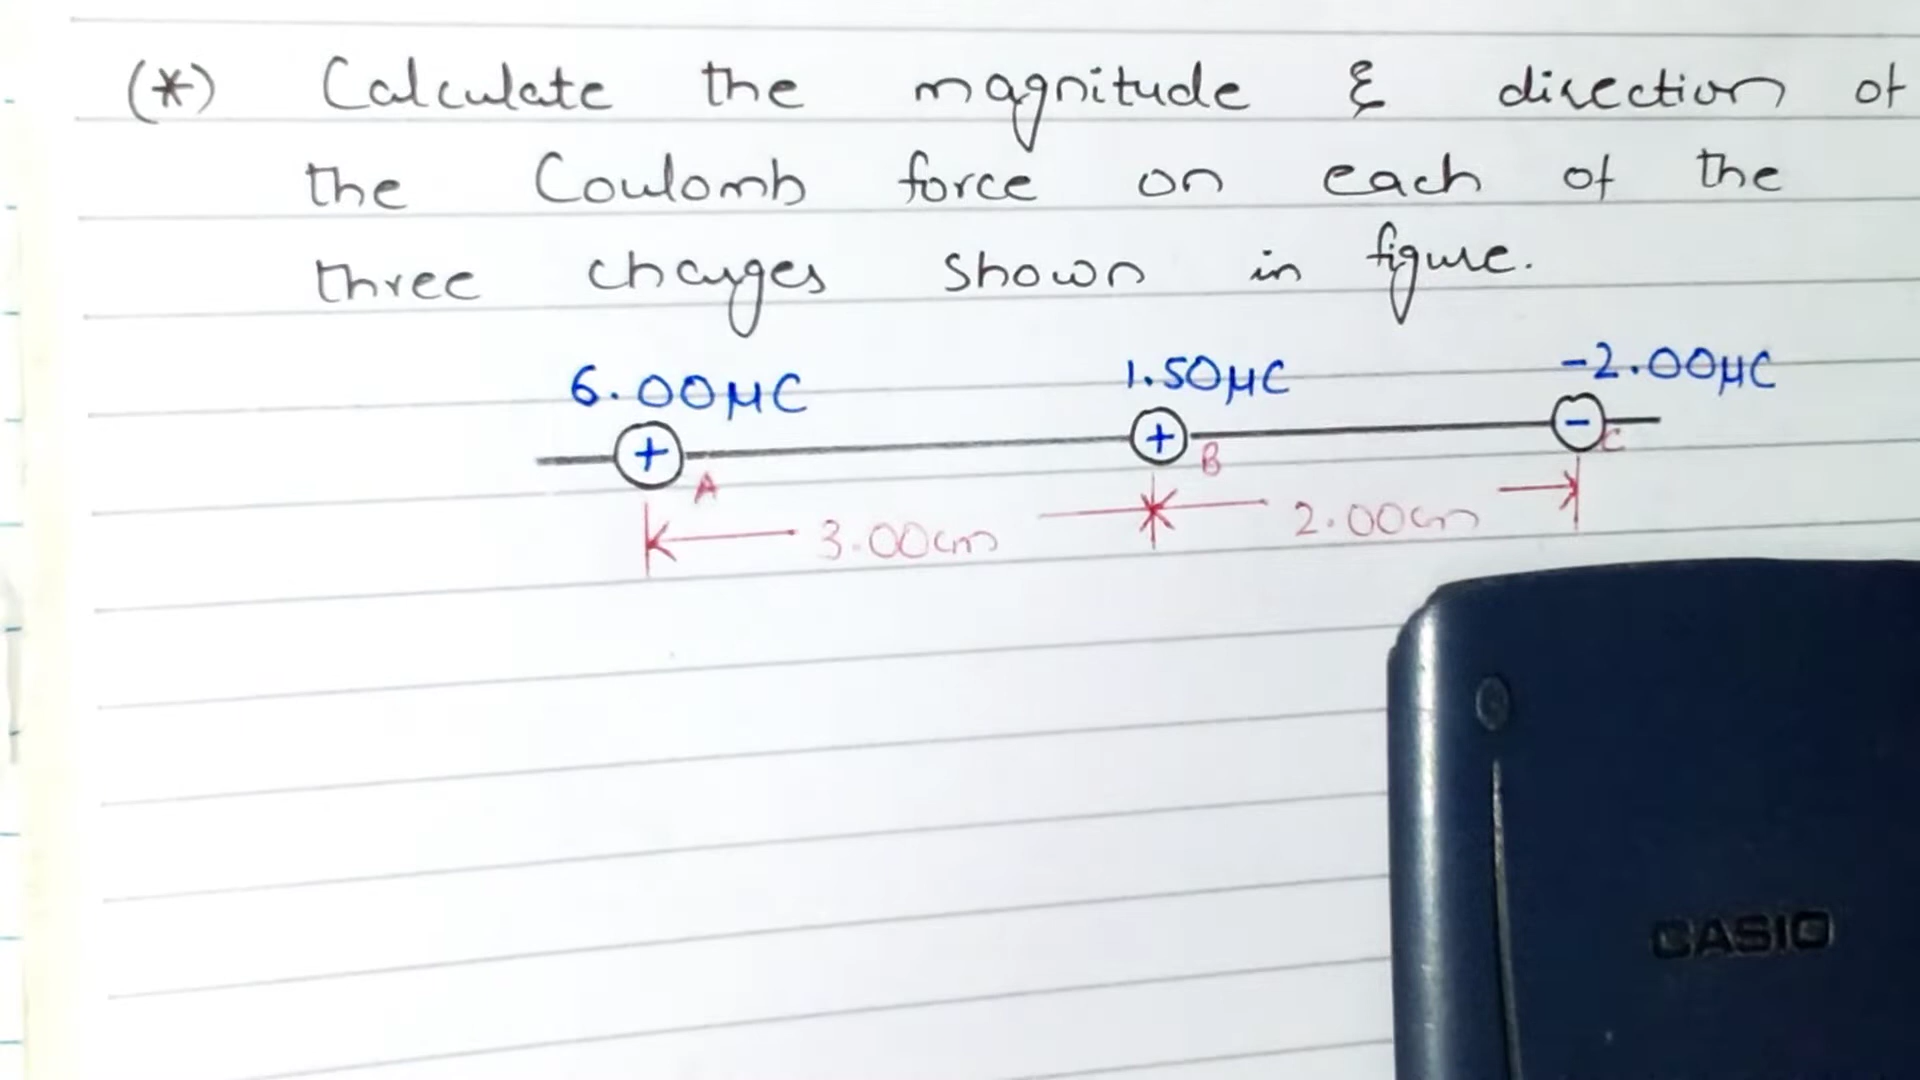 (*) Calculate the magnitude & direction of
the Coulomb force on each of the
three charges shown in figure.
6.00μC 1.50μC -2.00μC
+ + -
A B C
3.00cm 2.00cm
CASIO